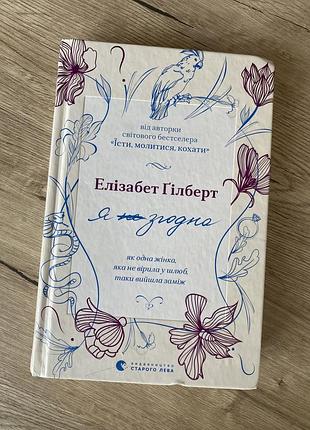 від авторки
світового бестселера
«Їсти, молитися, кохати»
Елізабет Ґілберт
я не згодна
як одна жінка,
яка не вірила у шлюб,
таки вийшла заміж
видавництво
СТАРОГО ЛЕВА